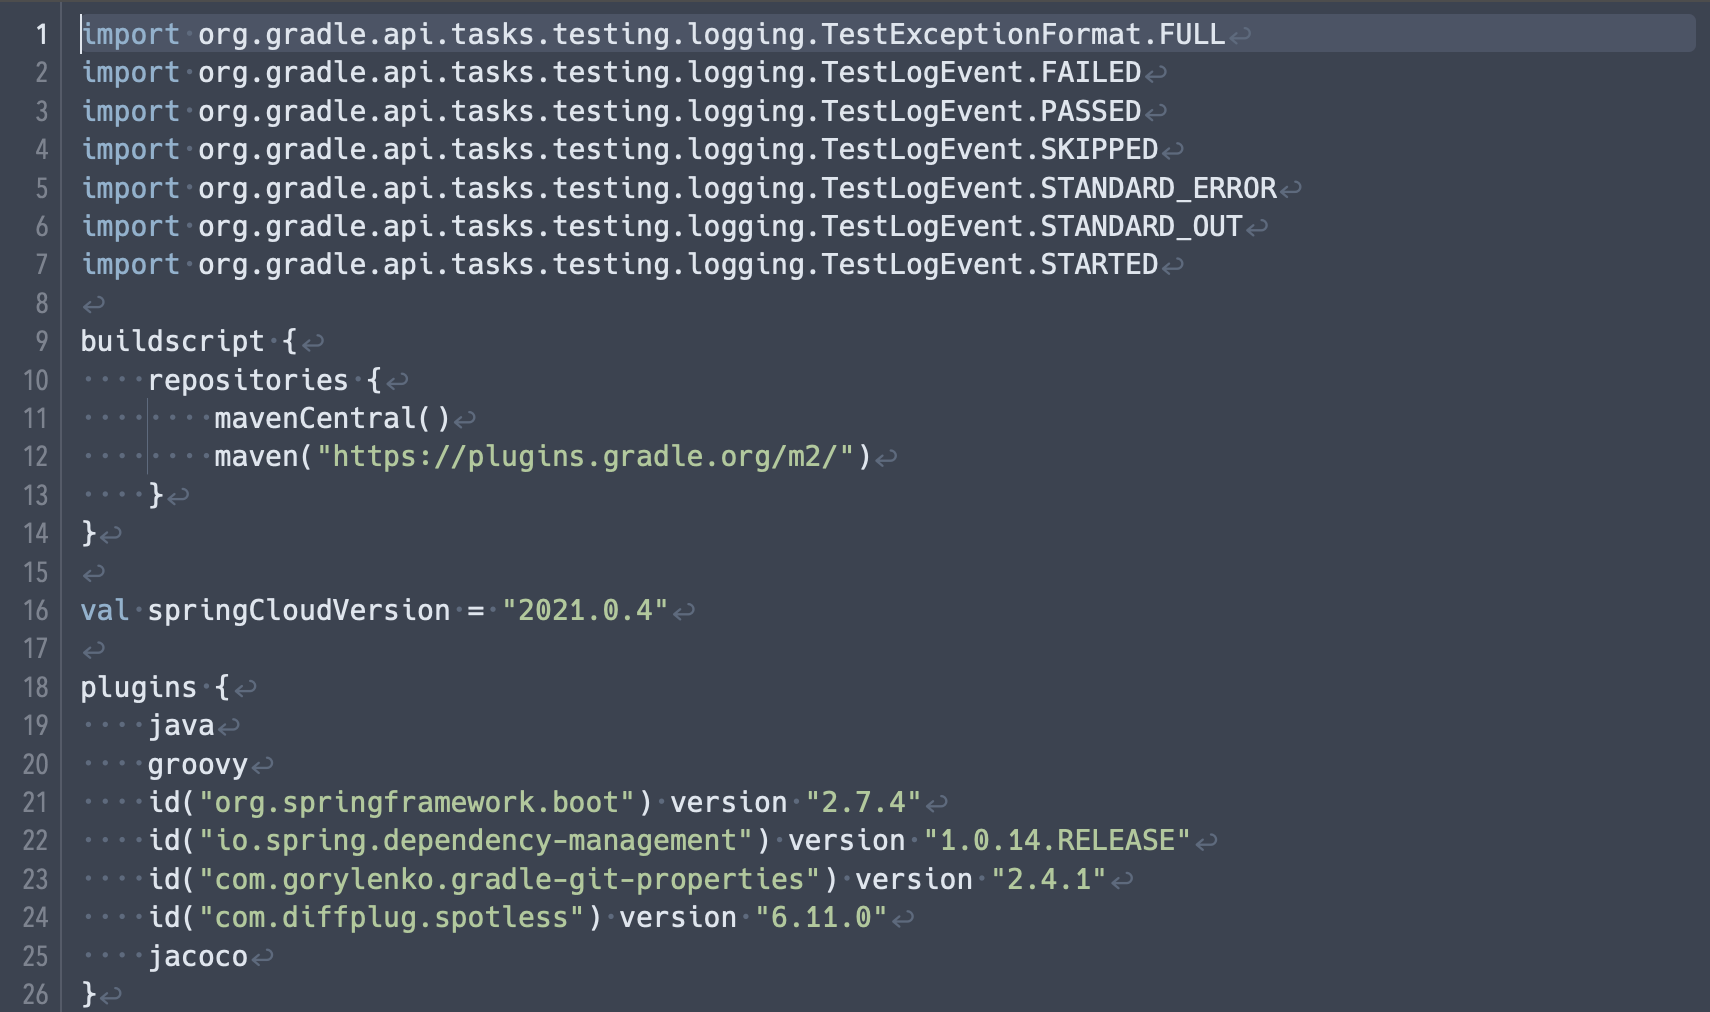 1 import org.gradle.api.tasks.testing.logging.TestExceptionFormat.FULL
2 import org.gradle.api.tasks.testing.logging.TestLogEvent.FAILED
3 import org.gradle.api.tasks.testing.logging.TestLogEvent.PASSED
4 import org.gradle.api.tasks.testing.logging.TestLogEvent.SKIPPED
5 import org.gradle.api.tasks.testing.logging.TestLogEvent.STANDARD_ERROR
6 import org.gradle.api.tasks.testing.logging.TestLogEvent.STANDARD_OUT
7 import org.gradle.api.tasks.testing.logging.TestLogEvent.STARTED
8
9 buildscript {
10     repositories {
11         mavenCentral()
12         maven("https://plugins.gradle.org/m2/")
13     }
14 }
15
16 val springCloudVersion = "2021.0.4"
17
18 plugins {
19     java
20     groovy
21     id("org.springframework.boot") version "2.7.4"
22     id("io.spring.dependency-management") version "1.0.14.RELEASE"
23     id("com.gorylenko.gradle-git-properties") version "2.4.1"
24     id("com.diffplug.spotless") version "6.11.0"
25     jacoco
26 }